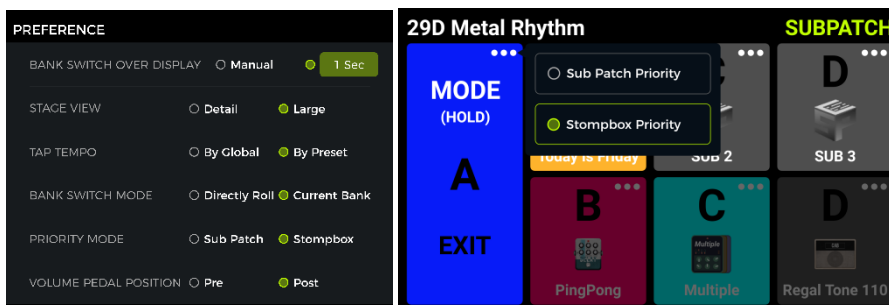 PREFERENCE
BANK SWITCH OVER DISPLAY Manual 1 Sec
STAGE VIEW Detail Large
TAP TEMPO By Global By Preset
BANK SWITCH MODE Directly Roll Current Bank
PRIORITY MODE Sub Patch Stompbox
VOLUME PEDAL POSITION Pre Post
29D Metal Rhythm SUBPATCH
MODE
(HOLD)
A
EXIT
Sub Patch Priority
Stompbox Priority
Today is Friday
SUB 2
D
SUB 3
B
PingPong
C
Multiple
Multiple
D
Regal Tone 110